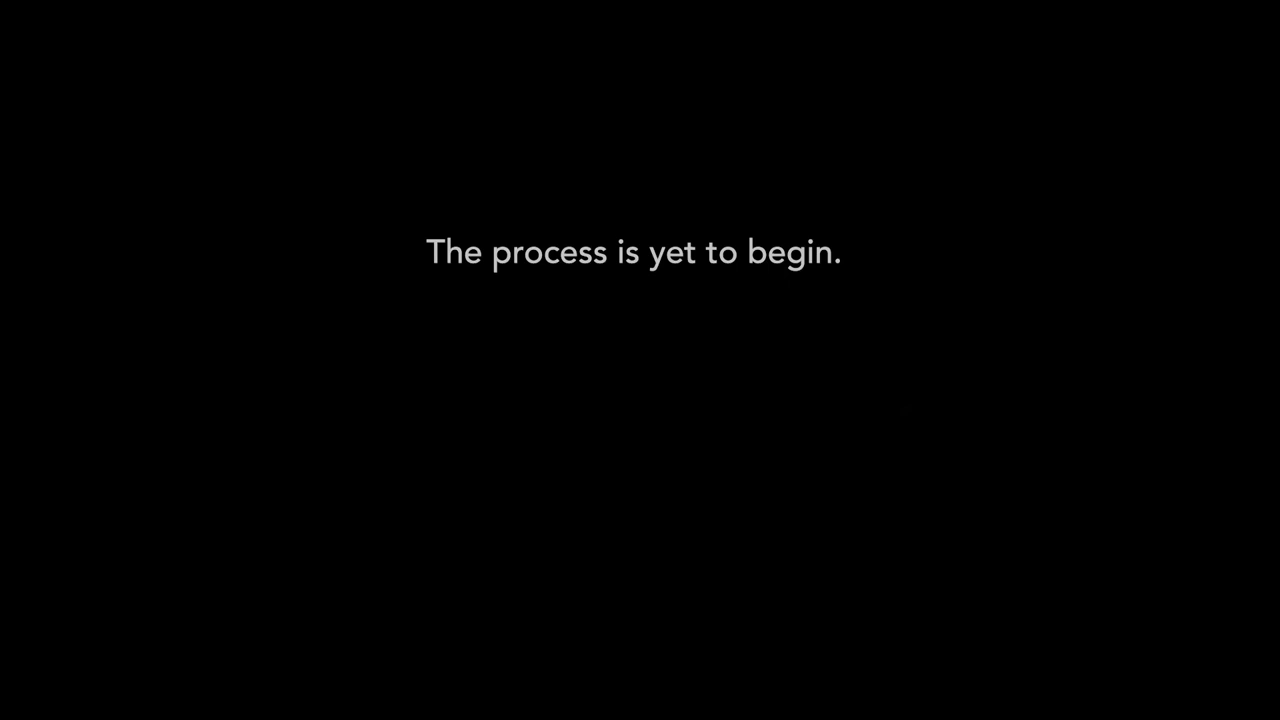 The process is yet to begin.